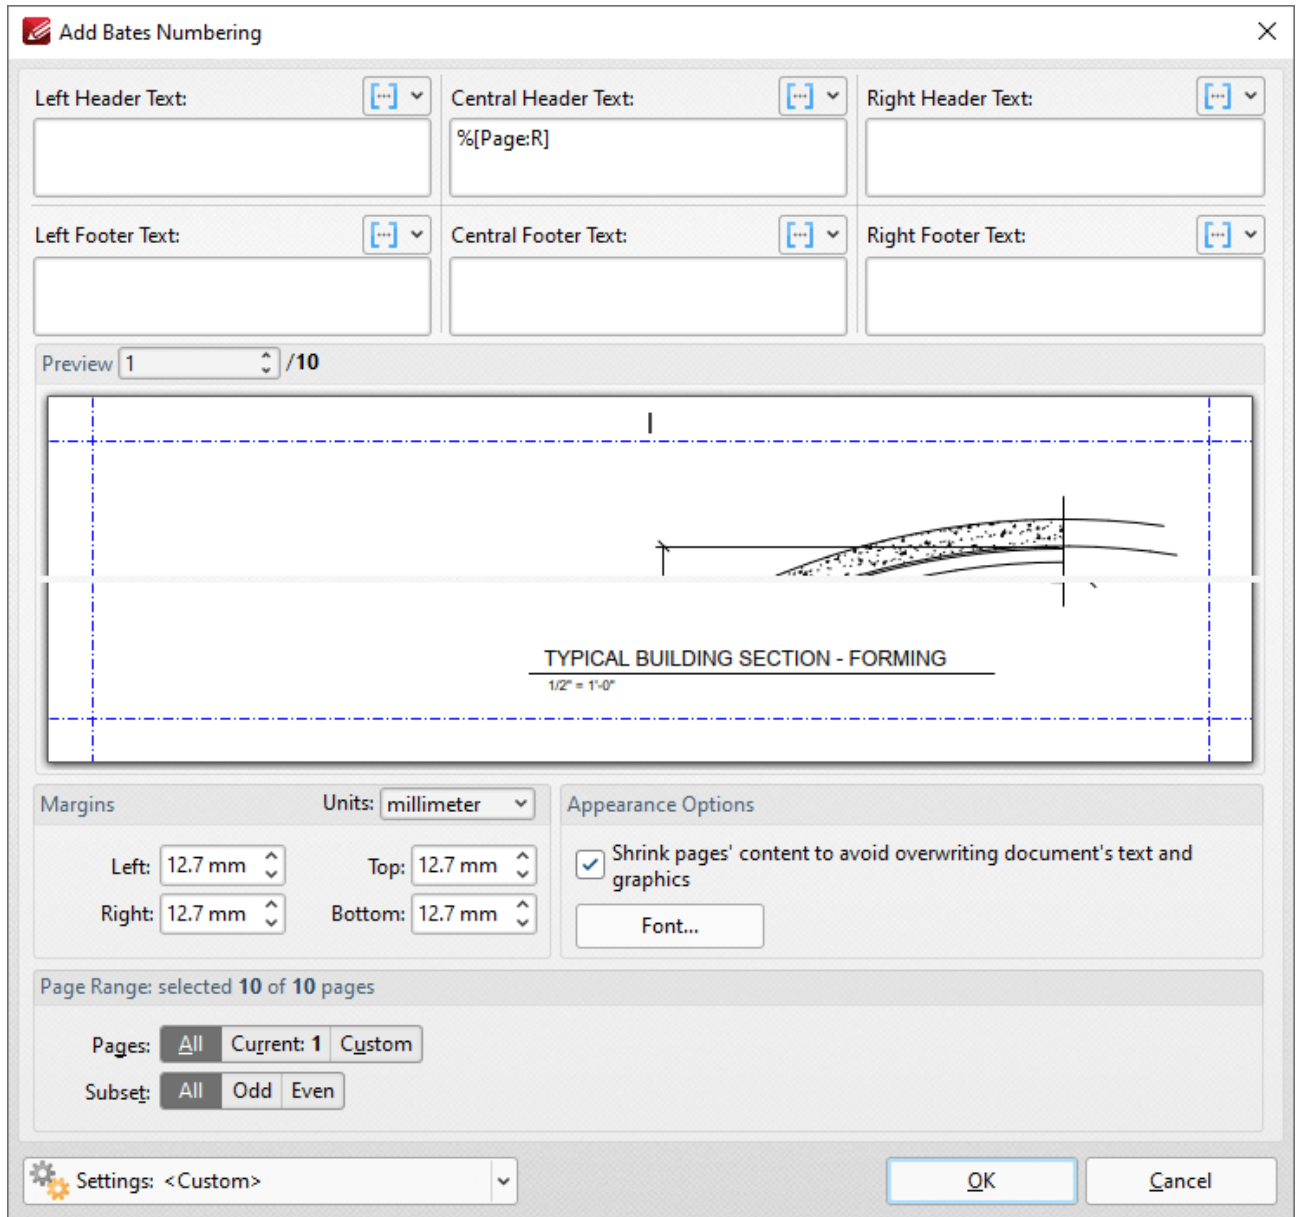 Add Bates Numbering
Left Header Text:
Central Header Text:
Right Header Text:
%[Page:R]
Left Footer Text:
Central Footer Text:
Right Footer Text:
Preview 1 /10
I
TYPICAL BUILDING SECTION - FORMING
1/2" = 1'-0"
Margins
Units: millimeter
Left: 12.7 mm
Top: 12.7 mm
Right: 12.7 mm
Bottom: 12.7 mm
Appearance Options
Shrink pages' content to avoid overwriting document's text and
graphics
Font...
Page Range: selected 10 of 10 pages
Pages: All Current: 1 Custom
Subset: All Odd Even
Settings: <Custom>
OK
Cancel